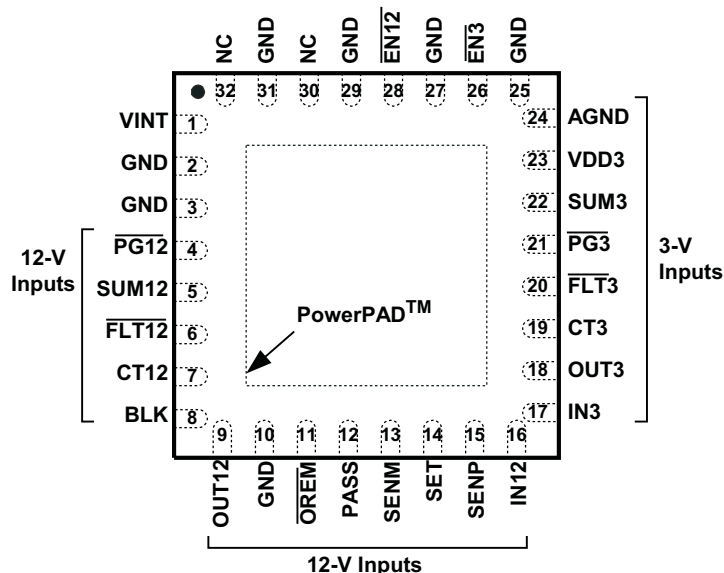 NC
GND
NC
GND
EN12
GND
EN3
GND
32
31
30
29
28
27
26
25
VINT 1
GND 2
GND 3
PG12 4
SUM12 5
FLT12 6
CT12 7
BLK 8
12-V
Inputs
PowerPAD™
24 AGND
23 VDD3
22 SUM3
21 PG3
20 FLT3
19 CT3
18 OUT3
17 IN3
3-V
Inputs
9
10
11
12
13
14
15
16
OUT12
GND
OREM
PASS
SENM
SET
SENP
IN12
12-V Inputs